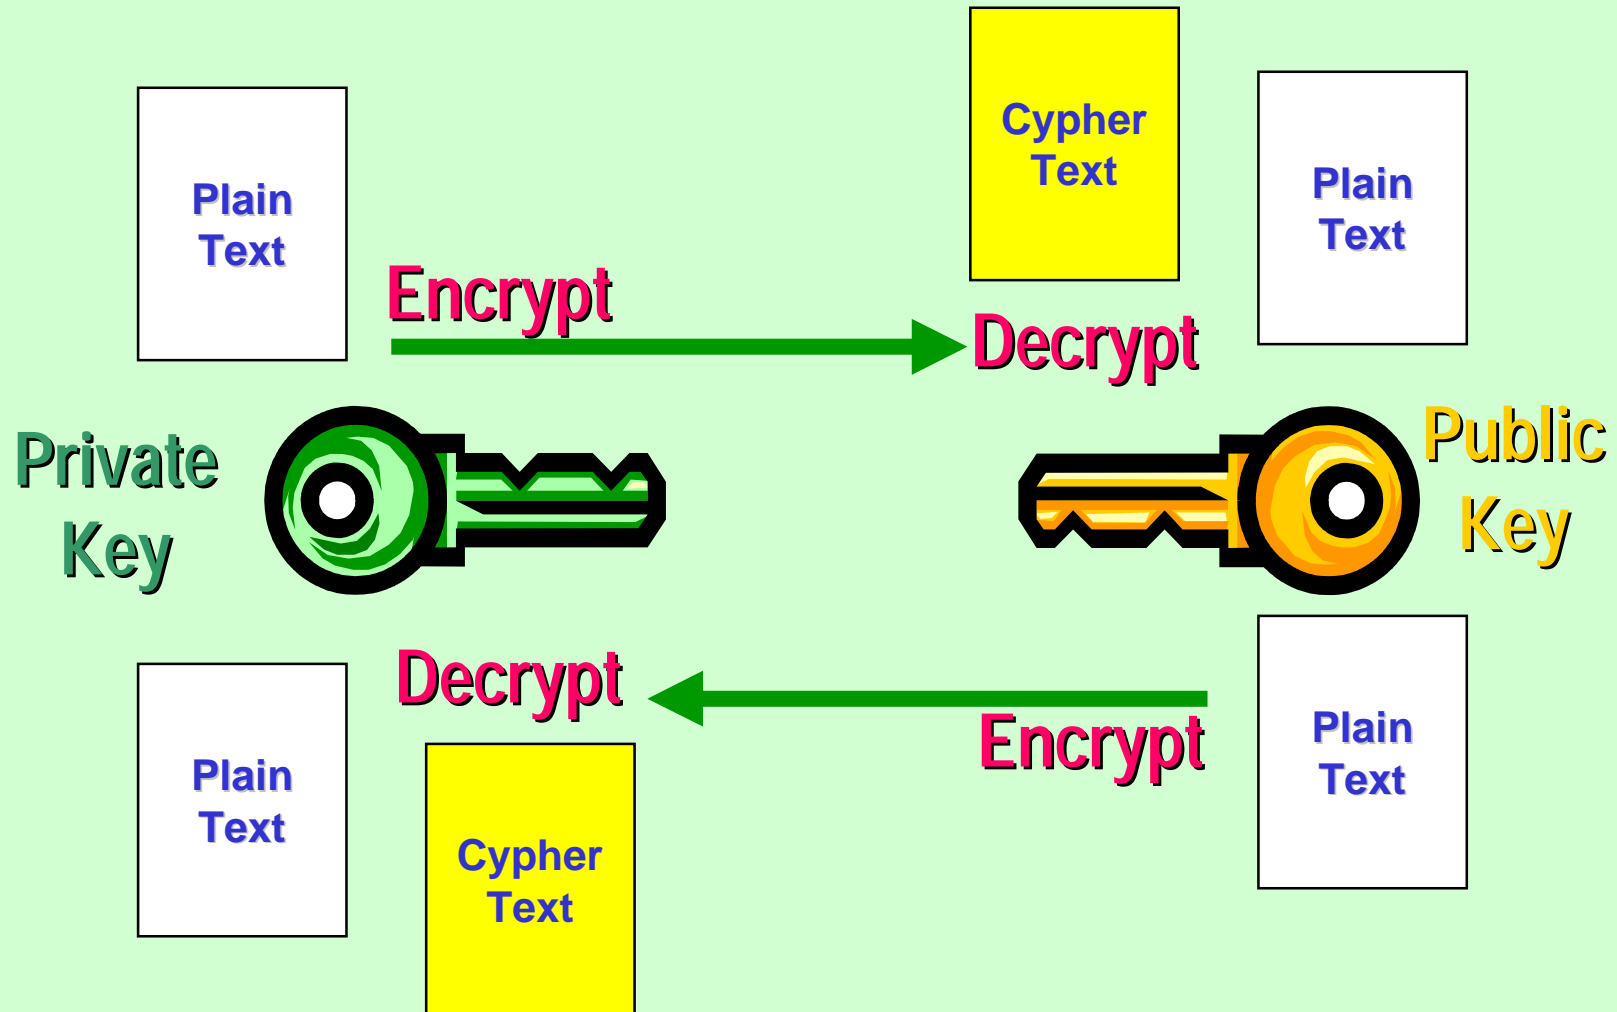 Cypher
Text
Plain
Text
Plain
Text
Encrypt
Decrypt
Private
Key
Public
Key
Decrypt
Encrypt
Plain
Text
Plain
Text
Cypher
Text